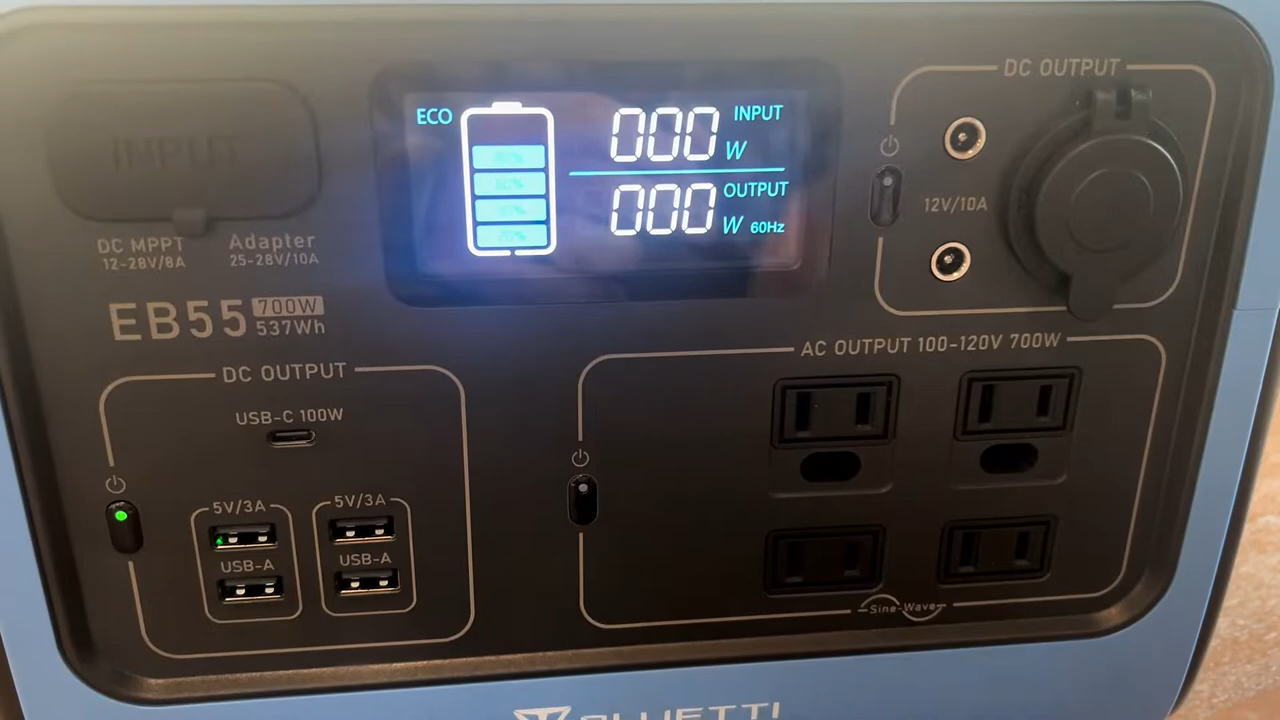 ECO
000 INPUT
W
000 OUTPUT
W 60Hz
INPUT
DC MPPT
12-28V/8A
Adapter
25-28V/10A
EB55 700W
537Wh
DC OUTPUT
12V/10A
DC OUTPUT
USB-C 100W
5V/3A
USB-A
5V/3A
USB-A
AC OUTPUT 100-120V 700W
Sine-Wave
BLUETTI